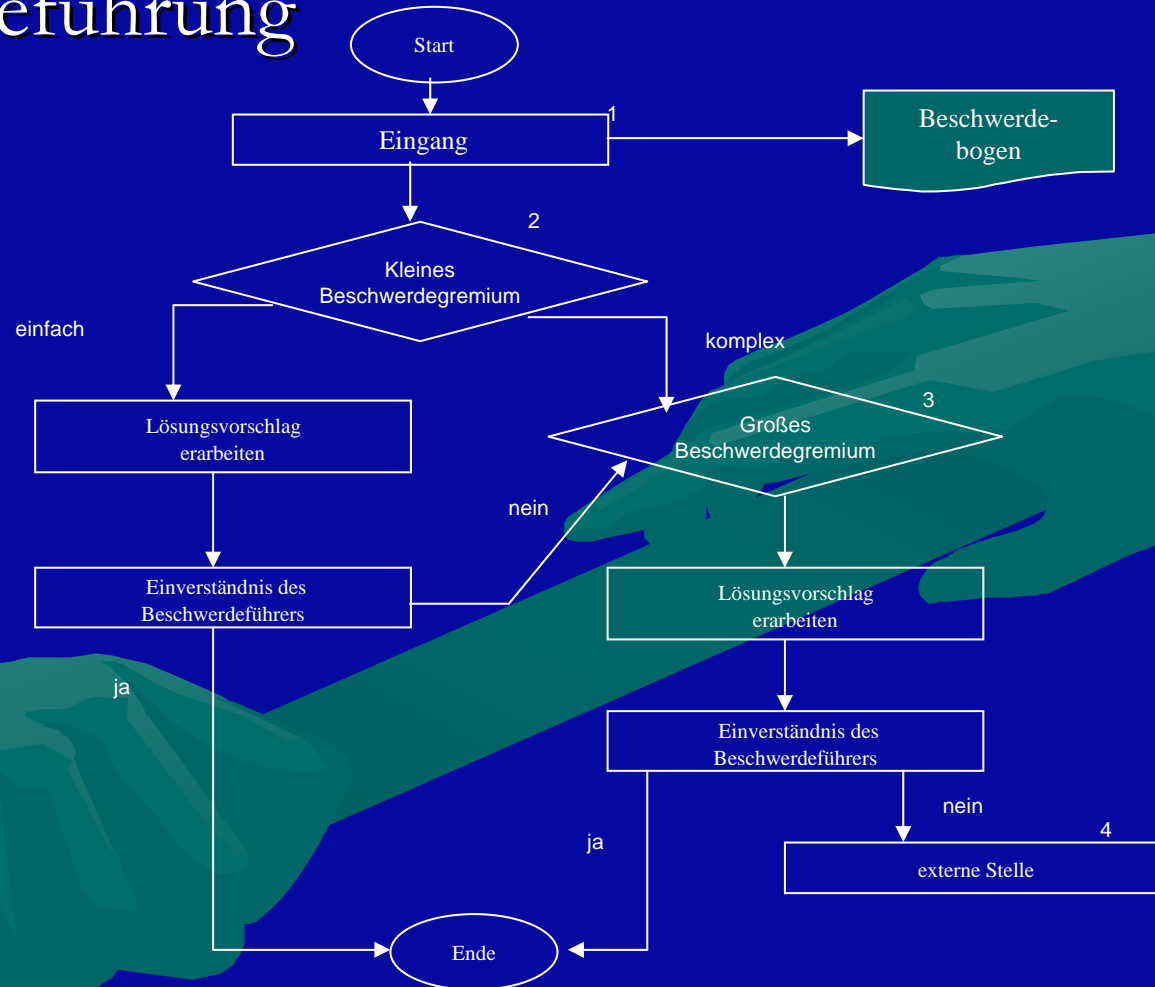 eführung
Start
1
Eingang
Beschwerde-
bogen
2
Kleines
Beschwerdegremium
einfach
komplex
3
Großes
Beschwerdegremium
Lösungsvorschlag
erarbeiten
nein
Einverständnis des
Beschwerdeführers
Lösungsvorschlag
erarbeiten
ja
Einverständnis des
Beschwerdeführers
nein
ja
4
externe Stelle
Ende